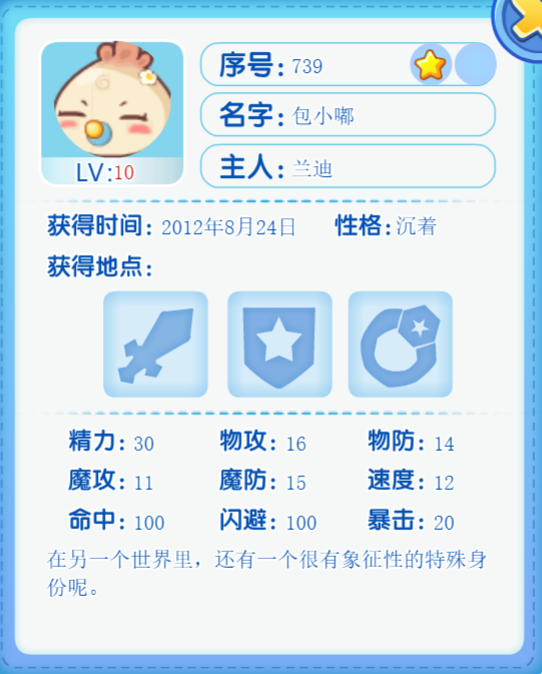 序号：739
名字：包小嘟
主人：兰迪
LV:10
获得时间：2012年8月24日 性格：沉着
获得地点：
精力：30 物攻：16 物防：14
魔攻：11 魔防：15 速度：12
命中：100 闪避：100 暴击：20
在另一个世界里，还有一个很有象征性的特殊身
份呢。